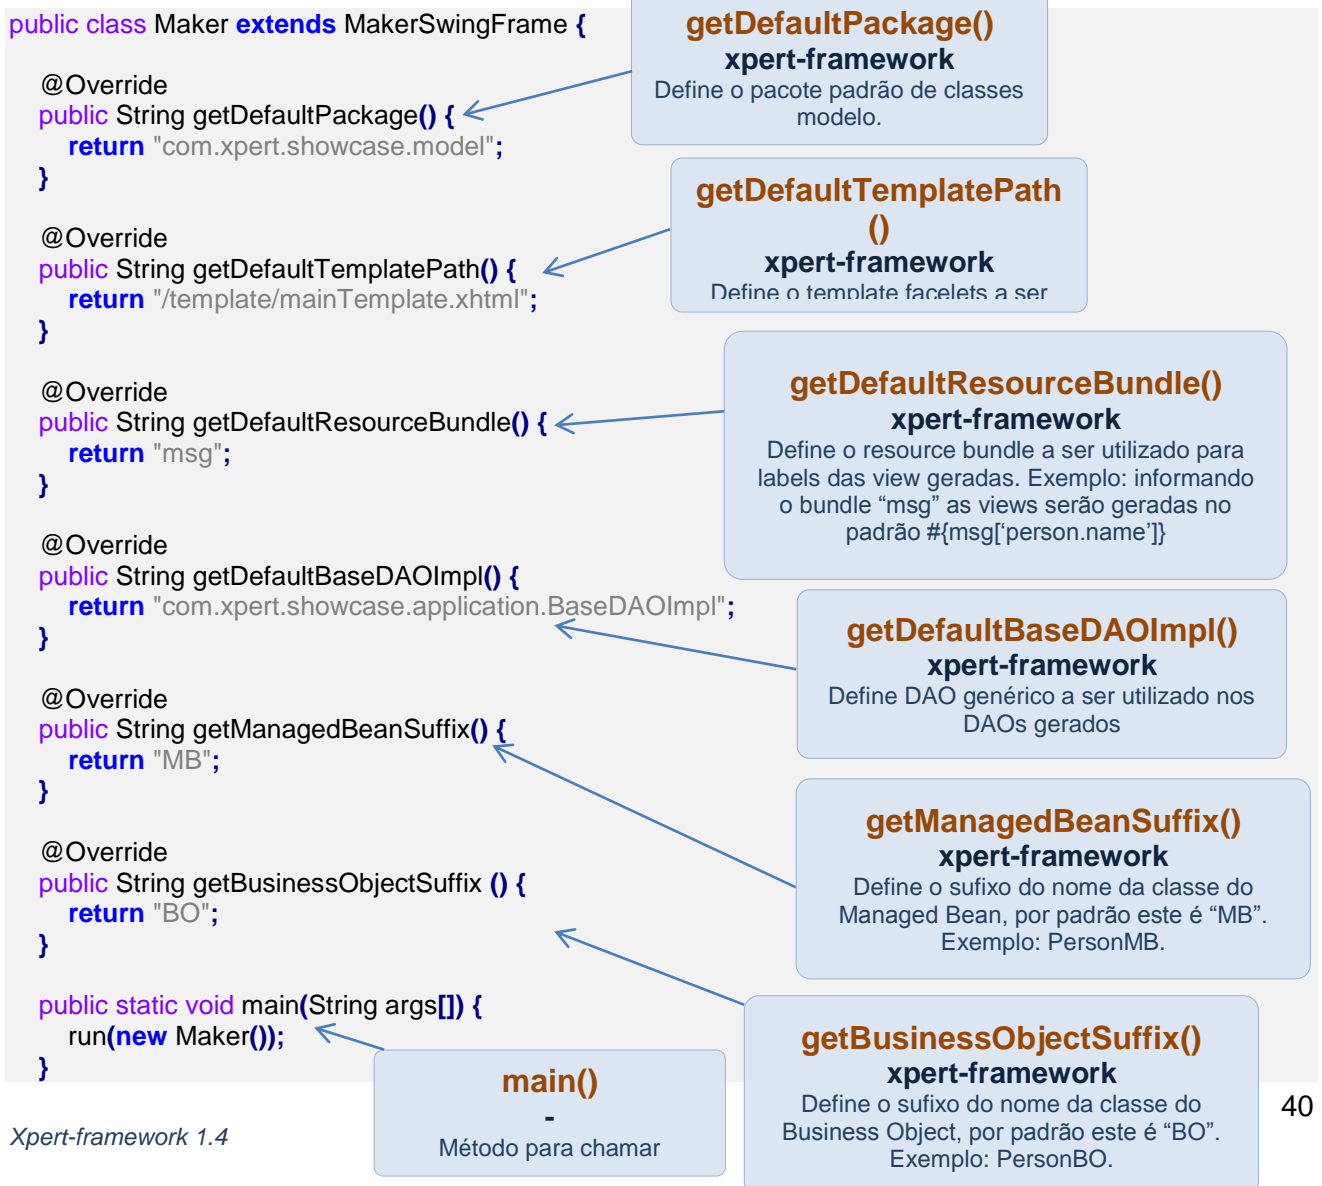 public class Maker extends MakerSwingFrame {
@Override
public String getDefaultPackage() {
return "com.xpert.showcase.model";
}
@Override
public String getDefaultTemplatePath() {
return "/template/mainTemplate.xhtml";
}
@Override
public String getDefaultResourceBundle() {
return "msg";
}
@Override
public String getDefaultBaseDAOImpl() {
return "com.xpert.showcase.application.BaseDAOImpl";
}
@Override
public String getManagedBeanSuffix() {
return "MB";
}
@Override
public String getBusinessObjectSuffix () {
return "BO";
}
public static void main(String args[]) {
run(new Maker());
}
getDefaultPackage()
xpert-framework
Define o pacote padrão de classes
modelo.
getDefaultTemplatePath
()
xpert-framework
Define o template facelets a ser
getDefaultResourceBundle()
xpert-framework
Define o resource bundle a ser utilizado para
labels das view geradas. Exemplo: informando
o bundle “msg” as views serão geradas no
padrão #{msg[‘person.name’]}
getDefaultBaseDAOImpl()
xpert-framework
Define DAO genérico a ser utilizado nos
DAOs gerados
getManagedBeanSuffix()
xpert-framework
Define o sufixo do nome da classe do
Managed Bean, por padrão este é “MB”.
Exemplo: PersonMB.
getBusinessObjectSuffix()
xpert-framework
Define o sufixo do nome da classe do
Business Object, por padrão este é “BO”.
Exemplo: PersonBO.
main()
-
Método para chamar
Xpert-framework 1.4
40